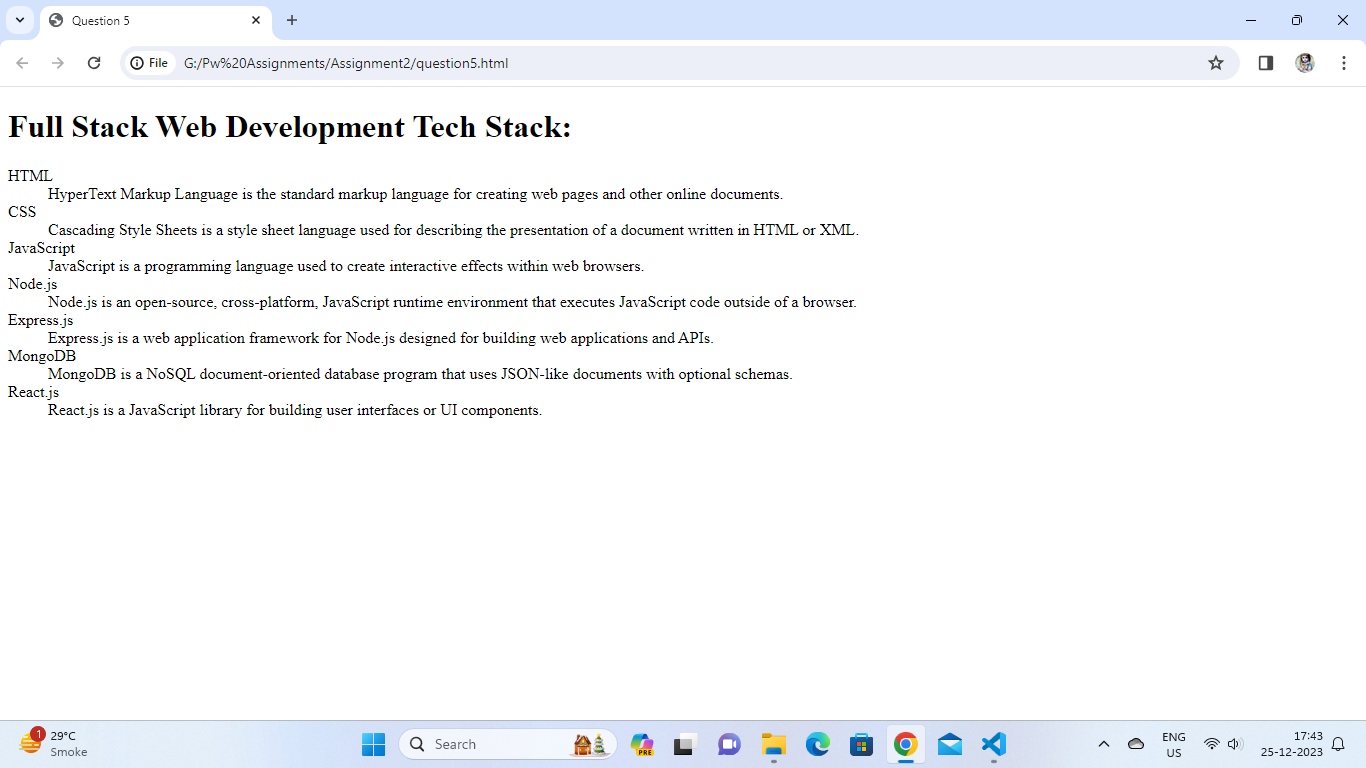 Question 5
File
G:/Pw%20Assignments/Assignment2/question5.html
Full Stack Web Development Tech Stack:
HTML
HyperText Markup Language is the standard markup language for creating web pages and other online documents.
CSS
Cascading Style Sheets is a style sheet language used for describing the presentation of a document written in HTML or XML.
JavaScript
JavaScript is a programming language used to create interactive effects within web browsers.
Node.js
Node.js is an open-source, cross-platform, JavaScript runtime environment that executes JavaScript code outside of a browser.
Express.js
Express.js is a web application framework for Node.js designed for building web applications and APIs.
MongoDB
MongoDB is a NoSQL document-oriented database program that uses JSON-like documents with optional schemas.
React.js
React.js is a JavaScript library for building user interfaces or UI components.
1
29°C
Smoke
Search
PRE
ENG
US
17:43
25-12-2023